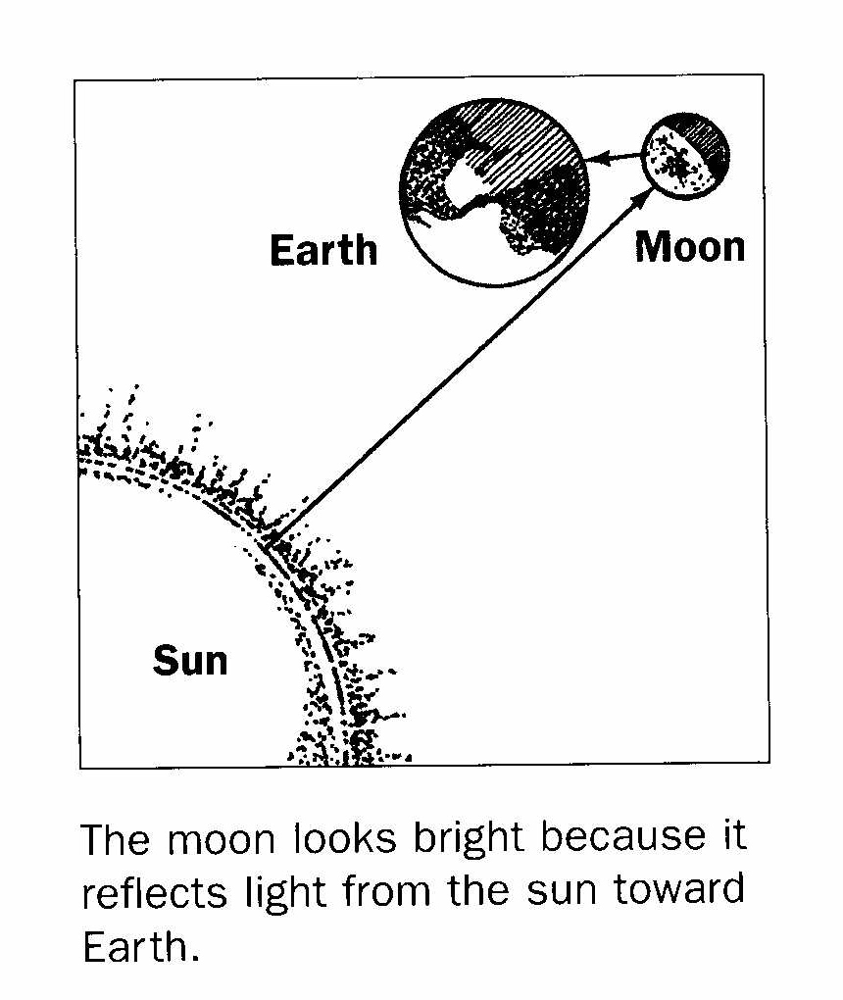 Earth
Moon
Sun
The moon looks bright because it
reflects light from the sun toward
Earth.